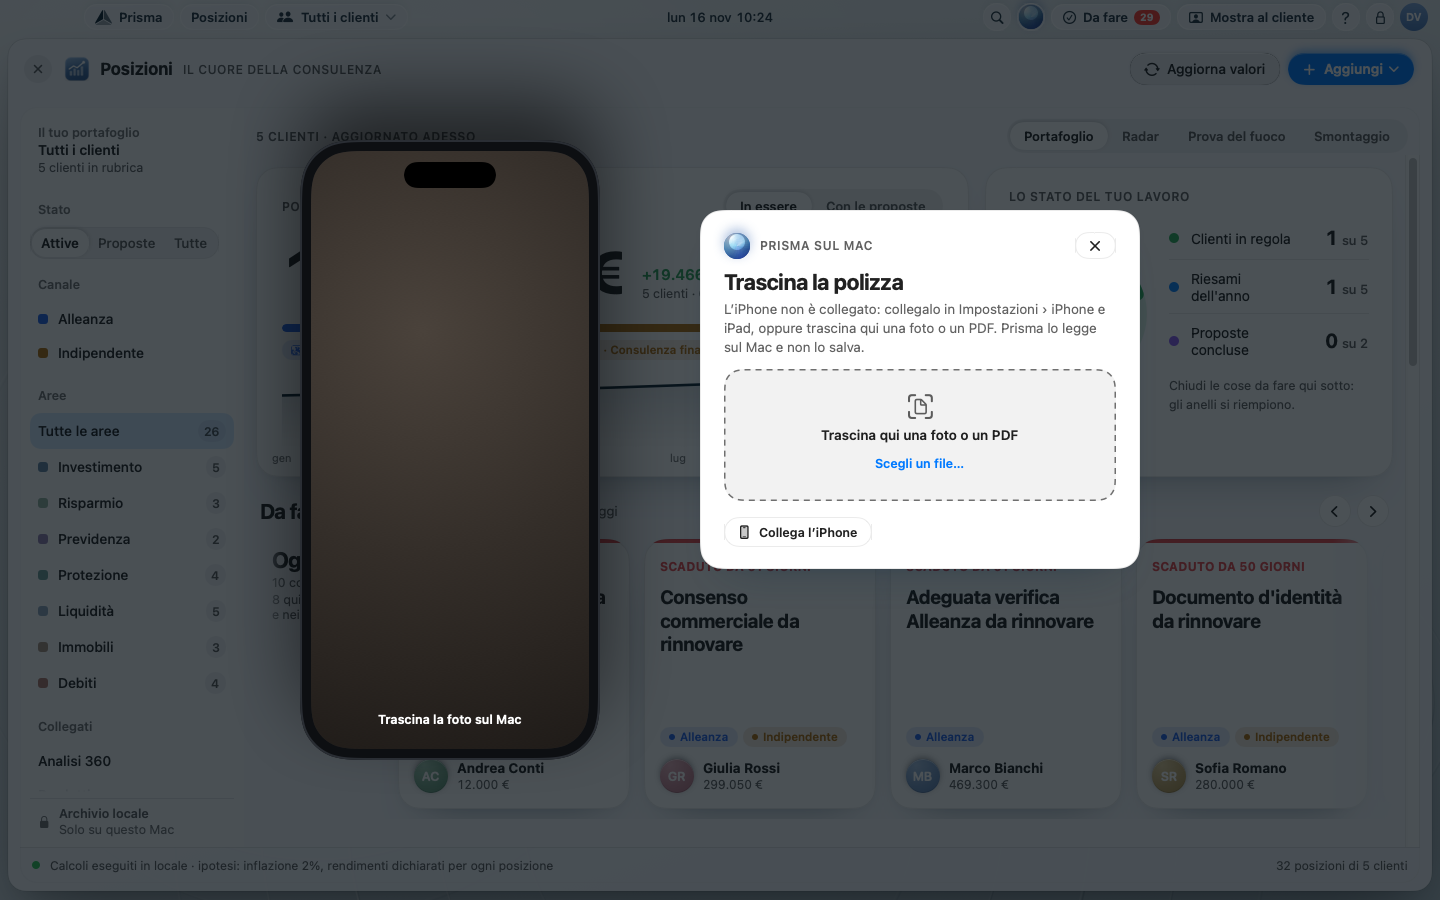 Prisma
Posizioni
Tutti i clienti
lun 16 nov 10:24
Da fare 29
Mostra al cliente
?
DV
Posizioni IL CUORE DELLA CONSULENZA
Aggiorna valori
+ Aggiungi
Il tuo portafoglio
Tutti i clienti
5 clienti in rubrica
Stato
Attive Proposte Tutte
Canale
Alleanza
Indipendente
Aree
Tutte le aree 26
Investimento 5
Risparmio 3
Previdenza 2
Protezione 4
Liquidità 5
Immobili 3
Debiti 4
Collegati
Analisi 360
Archivio locale
Solo su questo Mac
5 CLIENTI · AGGIORNATO ADESSO
Portafoglio Radar Prova del fuoco Smontaggio
In essere Con le proposte
€
+19.466
5 clienti ·
· Consulenza fina
gen
lug
Trascina la foto sul Mac
PRISMA SUL MAC
Trascina la polizza
L’iPhone non è collegato: collegalo in Impostazioni › iPhone e
iPad, oppure trascina qui una foto o un PDF. Prisma lo legge
sul Mac e non lo salva.
Trascina qui una foto o un PDF
Scegli un file...
Collega l’iPhone
LO STATO DEL TUO LAVORO
Clienti in regola 1 su 5
Riesami
dell'anno 1 su 5
Proposte
concluse 0 su 2
Chiudi le cose da fare qui sotto:
gli anelli si riempiono.
Da fa
Og
10 co
8 qui
e nei
Andrea Conti
12.000 €
AC
Consenso
commerciale da
rinnovare
Alleanza Indipendente
GR
Giulia Rossi
299.050 €
Adeguata verifica
Alleanza da rinnovare
Alleanza
MB
Marco Bianchi
469.300 €
SCADUTO DA 50 GIORNI
Documento d'identità
da rinnovare
Alleanza Indipendente
SR
Sofia Romano
280.000 €
Calcoli eseguiti in locale · ipotesi: inflazione 2%, rendimenti dichiarati per ogni posizione
32 posizioni di 5 clienti